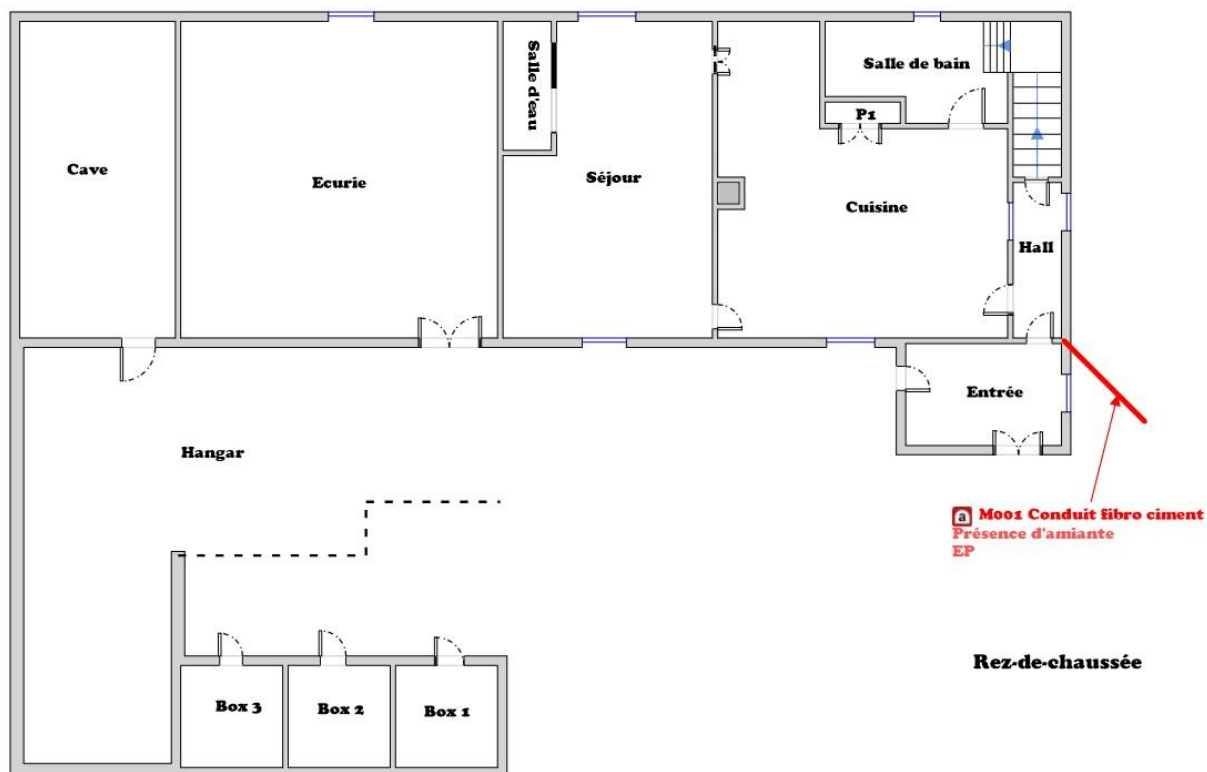 Salle d'eau
Salle de bain
P1
Cave
Ecurie
Séjour
Cuisine
Hall
Entrée
Hangar
a M001 Conduit fibro ciment
Présence d'amiante
EP
Rez-de-chaussée
Box 3
Box 2
Box 1